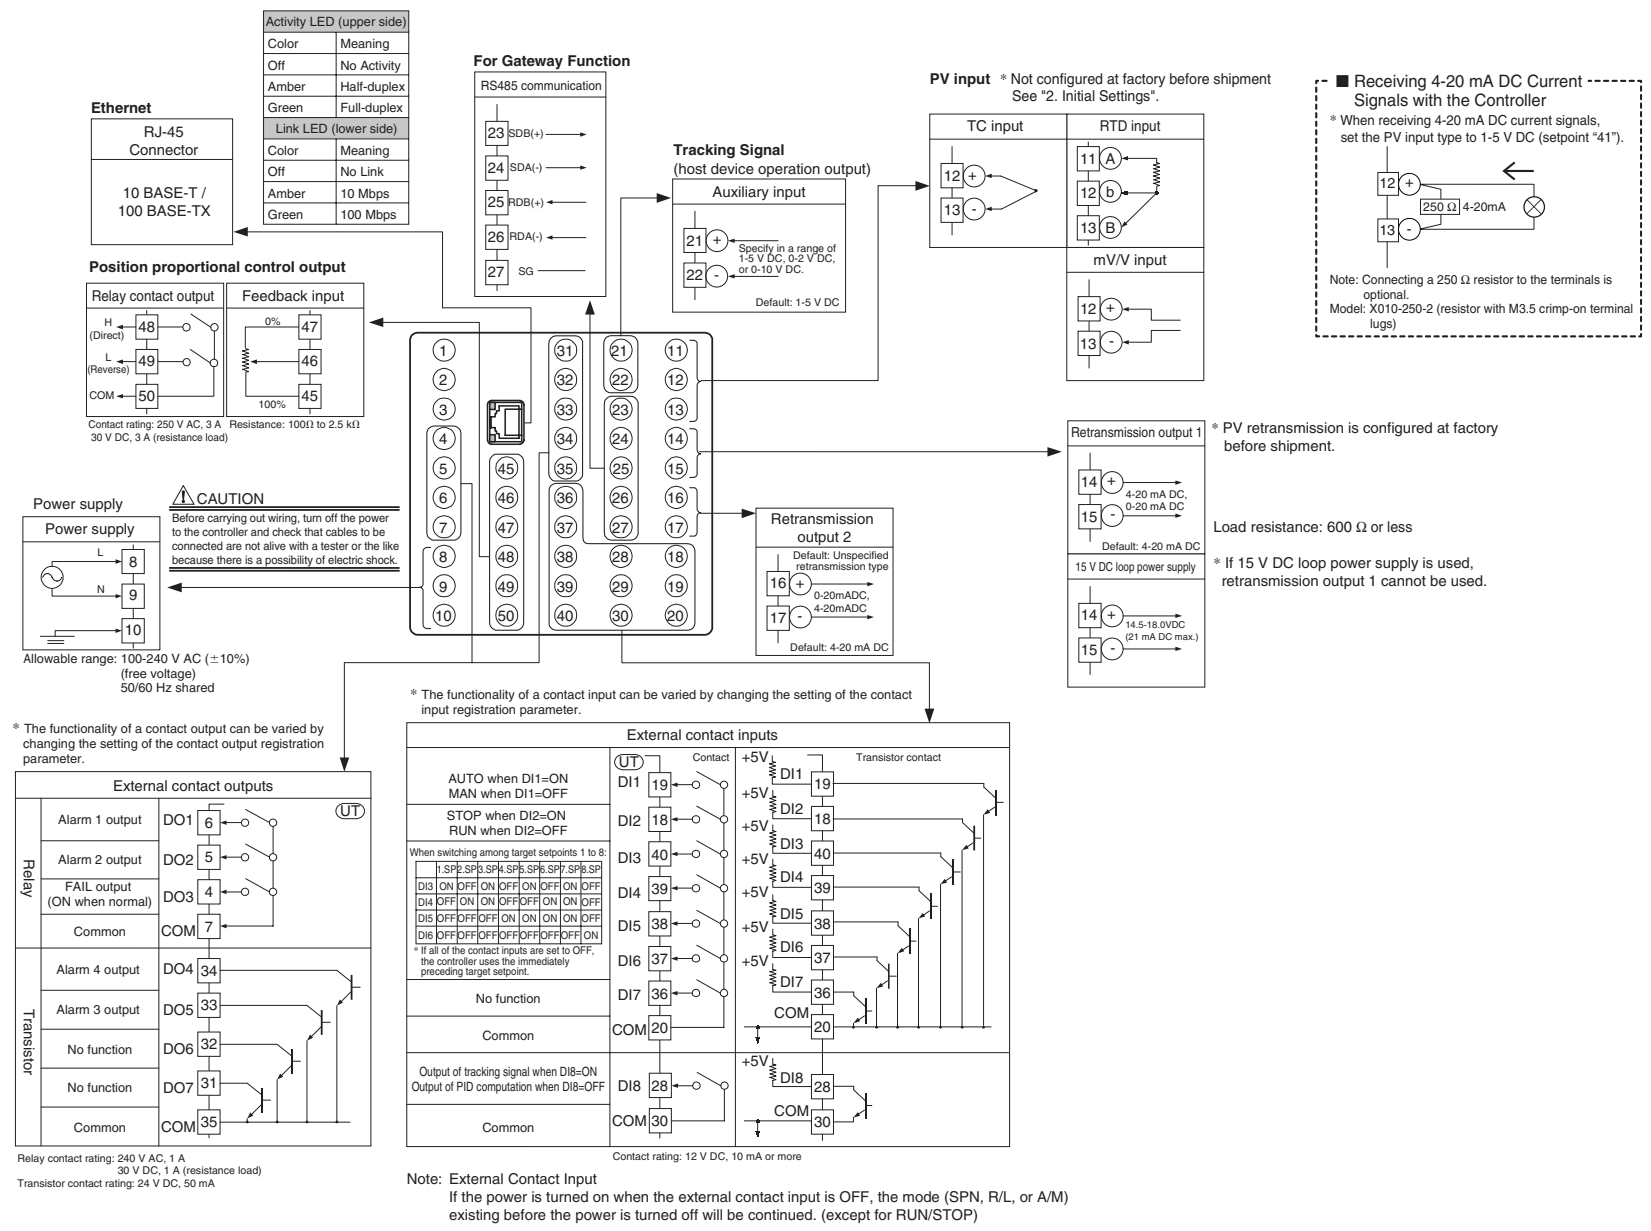 Activity LED (upper side)
Color Meaning
Off No Activity
Amber Half-duplex
Green Full-duplex
Link LED (lower side)
Color Meaning
Off No Link
Amber 10 Mbps
Green 100 Mbps
Ethernet
RJ-45
Connector
10 BASE-T /
100 BASE-TX
For Gateway Function
RS485 communication
23 SDB(+)
24 SDA(-)
25 RDB(+)
26 RDA(-)
27 SG
Tracking Signal
(host device operation output)
Auxiliary input
21 +
22 -
Specify in a range of
1-5 V DC, 0-2 V DC,
or 0-10 V DC.
Default: 1-5 V DC
PV input * Not configured at factory before shipment
See "2. Initial Settings".
TC input
12 +
13 -
RTD input
11 A
12 b
13 B
mV/V input
12 +
13 -
■ Receiving 4-20 mA DC Current
Signals with the Controller
* When receiving 4-20 mA DC current signals,
set the PV input type to 1-5 V DC (setpoint “41”).
12 +
250 Ω 4-20mA
13 -
Note: Connecting a 250 Ω resistor to the terminals is
optional.
Model: X010-250-2 (resistor with M3.5 crimp-on terminal
lugs)
Position proportional control output
Relay contact output
H
(Direct)
48
L
(Reverse)
49
COM 50
Feedback input
0% 47
46
100% 45
Contact rating: 250 V AC, 3 A
30 V DC, 3 A (resistance load)
Resistance: 100Ω to 2.5 kΩ
1 31 21 11
2 32 22 12
3 33 23 13
4 34 24 14
5 45 35 25 15
6 46 36 26 16
7 47 37 27 17
8 48 38 28 18
9 49 39 29 19
10 50 40 30 20
Power supply
Power supply
L 8
N 9
10
Allowable range: 100-240 V AC (±10%)
(free voltage)
50/60 Hz shared
CAUTION
Before carrying out wiring, turn off the power
to the controller and check that cables to be
connected are not alive with a tester or the like
because there is a possibility of electric shock.
Retransmission output 1
14 +
15 -
4-20 mA DC,
0-20 mA DC
Default: 4-20 mA DC
15 V DC loop power supply
14 +
15 -
14.5-18.0VDC
(21 mA DC max.)
* PV retransmission is configured at factory
before shipment.
Load resistance: 600 Ω or less
* If 15 V DC loop power supply is used,
retransmission output 1 cannot be used.
Retransmission
output 2
Default: Unspecified
retransmission type
16 +
17 -
0-20mADC,
4-20mADC
Default: 4-20 mA DC
* The functionality of a contact output can be varied by
changing the setting of the contact output registration
parameter.
External contact outputs
UT
Relay
Alarm 1 output DO1 6
Alarm 2 output DO2 5
FAIL output
(ON when normal)
DO3 4
Common COM 7
Transistor
Alarm 4 output DO4 34
Alarm 3 output DO5 33
No function DO6 32
No function DO7 31
Common COM 35
Relay contact rating: 240 V AC, 1 A
30 V DC, 1 A (resistance load)
Transistor contact rating: 24 V DC, 50 mA
* The functionality of a contact input can be varied by changing the setting of the contact
input registration parameter.
External contact inputs
AUTO when DI1=ON
MAN when DI1=OFF
STOP when DI2=ON
RUN when DI2=OFF
When switching among target setpoints 1 to 8:
1.SP 2.SP 3.SP 4.SP 5.SP 6.SP 7.SP 8.SP
DI3 ON OFF ON OFF ON OFF ON OFF
DI4 OFF ON ON OFF OFF ON ON OFF
DI5 OFF OFF OFF ON ON ON ON OFF
DI6 OFF OFF OFF OFF OFF OFF OFF ON
* If all of the contact inputs are set to OFF,
the controller uses the immediately
preceding target setpoint.
No function
Common
Output of tracking signal when DI8=ON
Output of PID computation when DI8=OFF
Common
UT Contact
DI1 19
DI2 18
DI3 40
DI4 39
DI5 38
DI6 37
DI7 36
COM 20
DI8 28
COM 30
Transistor contact
+5V DI1 19
+5V DI2 18
+5V DI3 40
+5V DI4 39
+5V DI5 38
+5V DI6 37
+5V DI7 36
COM 20
+5V DI8 28
COM 30
Contact rating: 12 V DC, 10 mA or more
Note: External Contact Input
If the power is turned on when the external contact input is OFF, the mode (SPN, R/L, or A/M)
existing before the power is turned off will be continued. (except for RUN/STOP)